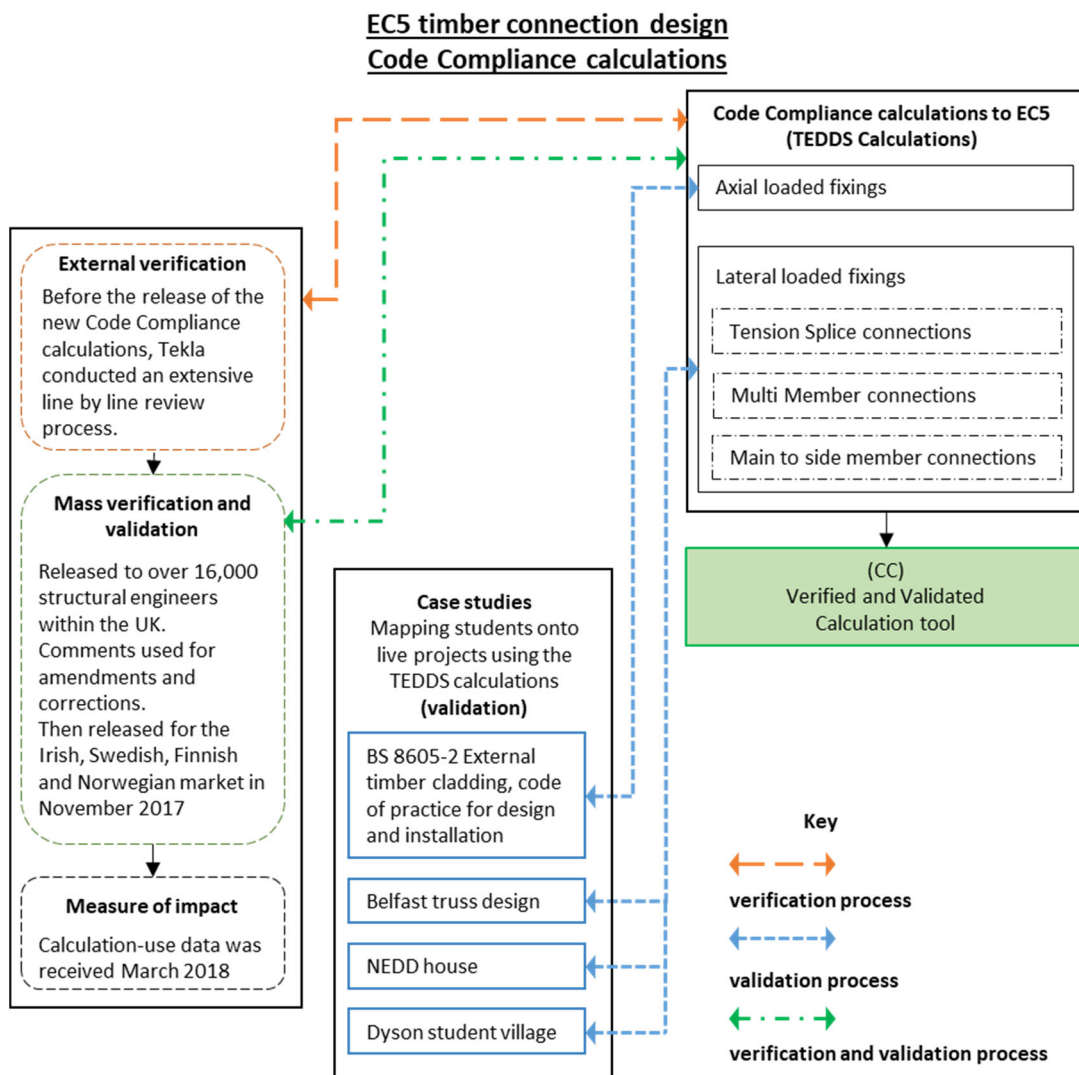 EC5 timber connection design
Code Compliance calculations
Code Compliance calculations to EC5
(TEDDS Calculations)
Axial loaded fixings
Lateral loaded fixings
Tension Splice connections
Multi Member connections
Main to side member connections
(CC)
Verified and Validated
Calculation tool
External verification
Before the release of the
new Code Compliance
calculations, Tekla
conducted an extensive
line by line review
process.
Mass verification and
validation
Released to over 16,000
structural engineers
within the UK.
Comments used for
amendments and
corrections.
Then released for the
Irish, Swedish, Finnish
and Norwegian market in
November 2017
Measure of impact
Calculation-use data was
received March 2018
Case studies
Mapping students onto
live projects using the
TEDDS calculations
(validation)
BS 8605-2 External
timber cladding, code
of practice for design
and installation
Belfast truss design
NEDD house
Dyson student village
Key
verification process
validation process
verification and validation process